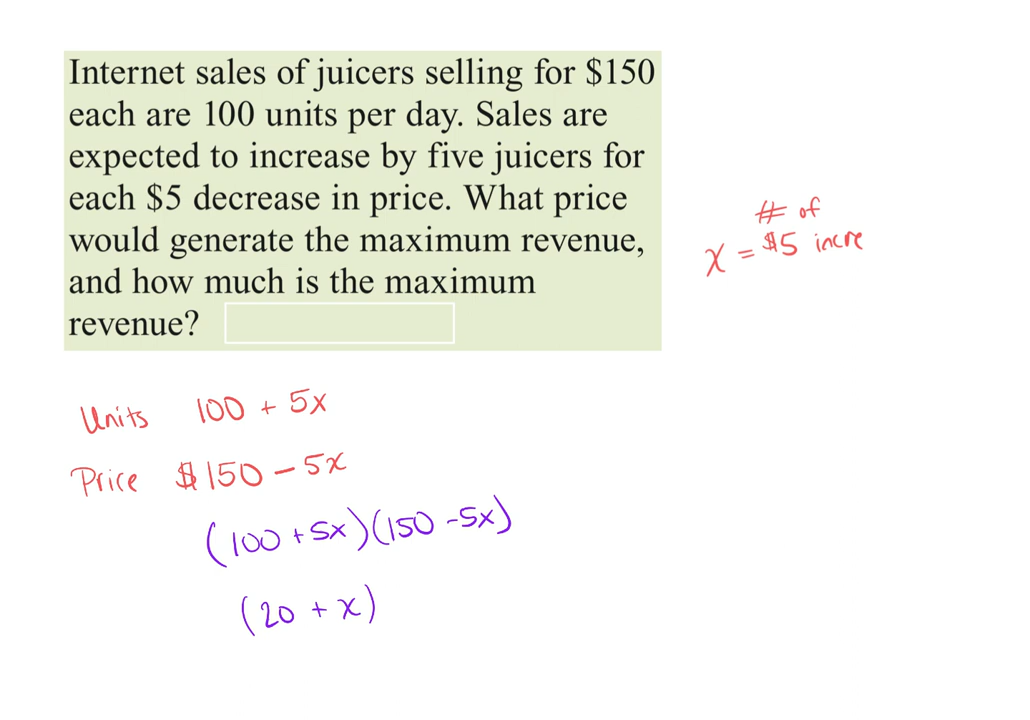 Internet sales of juicers selling for $150
each are 100 units per day. Sales are
expected to increase by five juicers for
each $5 decrease in price. What price
would generate the maximum revenue,
and how much is the maximum
revenue?
# of
x = $5 incre
Units 100 + 5x
Price $150 - 5x
(100 + 5x)(150 - 5x)
(20 + x)